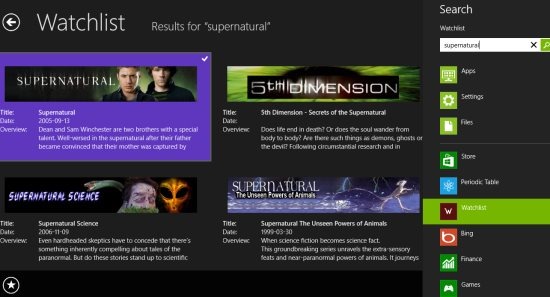 Watchlist Results for "supernatural"
SUPERNATURAL
Title: Supernatural
Date: 2005-09-13
Overview: Dean and Sam Winchester are two brothers with a special
talent. Well-versed in the supernatural after their father
became convinced that their mother was captured by
5th DIMENSION
Title: 5th Dimension - Secrets of the Supernatural
Date:
Overview: Does life end in death? Or does the soul wander from
body to body? Are there such things as demons, ghosts or
the devil? Following circumstantial research and in
SUPERNATURAL SCIENCE
Title: Supernatural Science
Date: 2006-11-09
Overview: Even hardheaded skeptics have to concede that there's
something inherently compelling about tales of the
paranormal. But do these stories stand up to scientific
SUPERNATURAL
The Unseen Powers of Animals
Title: Supernatural The Unseen Powers of Animals
Date: 1999-03-30
Overview: When science fiction becomes science fact.
This groundbreaking series unravels the extra-sensory
feats and near-paranormal powers of animals. It journeys
Search
Watchlist
supernatural
Apps
Settings
Files
Store
Periodic Table
W
Watchlist
Bing
Finance
Games